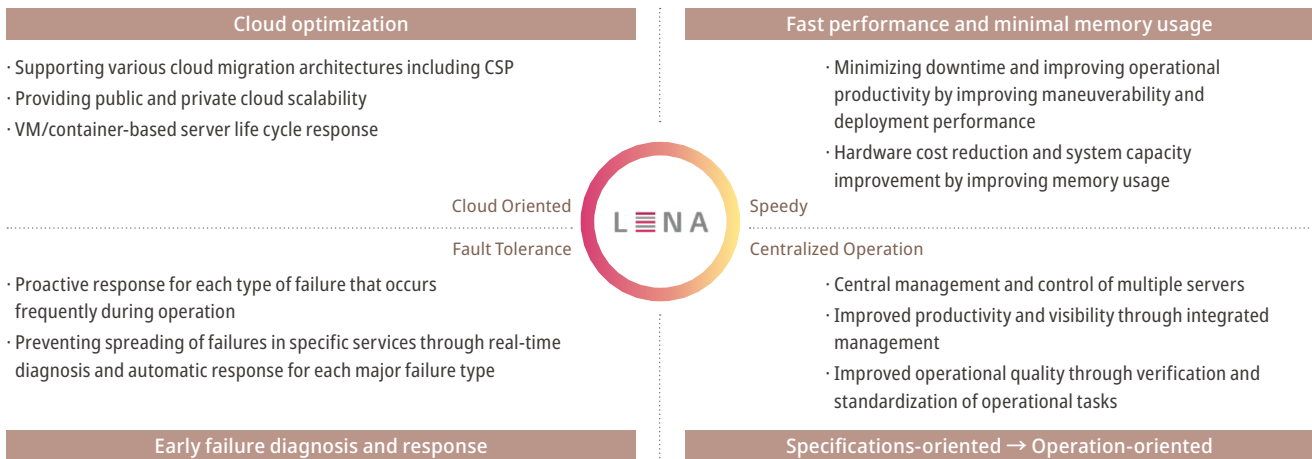 Cloud optimization
· Supporting various cloud migration architectures including CSP
· Providing public and private cloud scalability
· VM/container-based server life cycle response
Cloud Oriented
Fast performance and minimal memory usage
· Minimizing downtime and improving operational
productivity by improving maneuverability and
deployment performance
· Hardware cost reduction and system capacity
improvement by improving memory usage
Speedy
LENA
Fault Tolerance
· Proactive response for each type of failure that occurs
frequently during operation
· Preventing spreading of failures in specific services through real-time
diagnosis and automatic response for each major failure type
Early failure diagnosis and response
Centralized Operation
· Central management and control of multiple servers
· Improved productivity and visibility through integrated
management
· Improved operational quality through verification and
standardization of operational tasks
Specifications-oriented → Operation-oriented